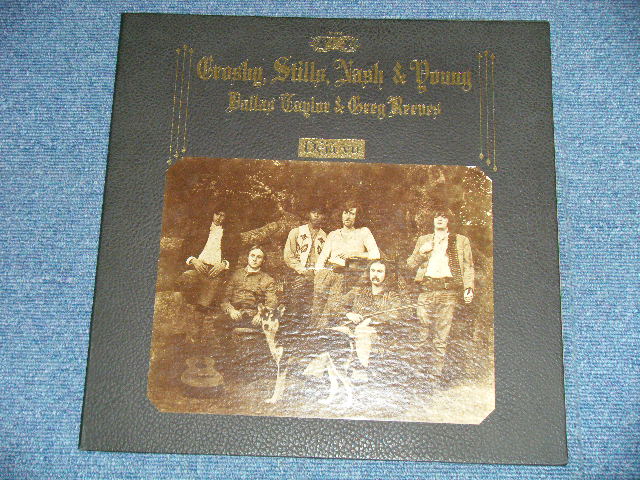 Crosby, Stills, Nash & Young
Dallas Taylor & Greg Reeves
Déjà vu